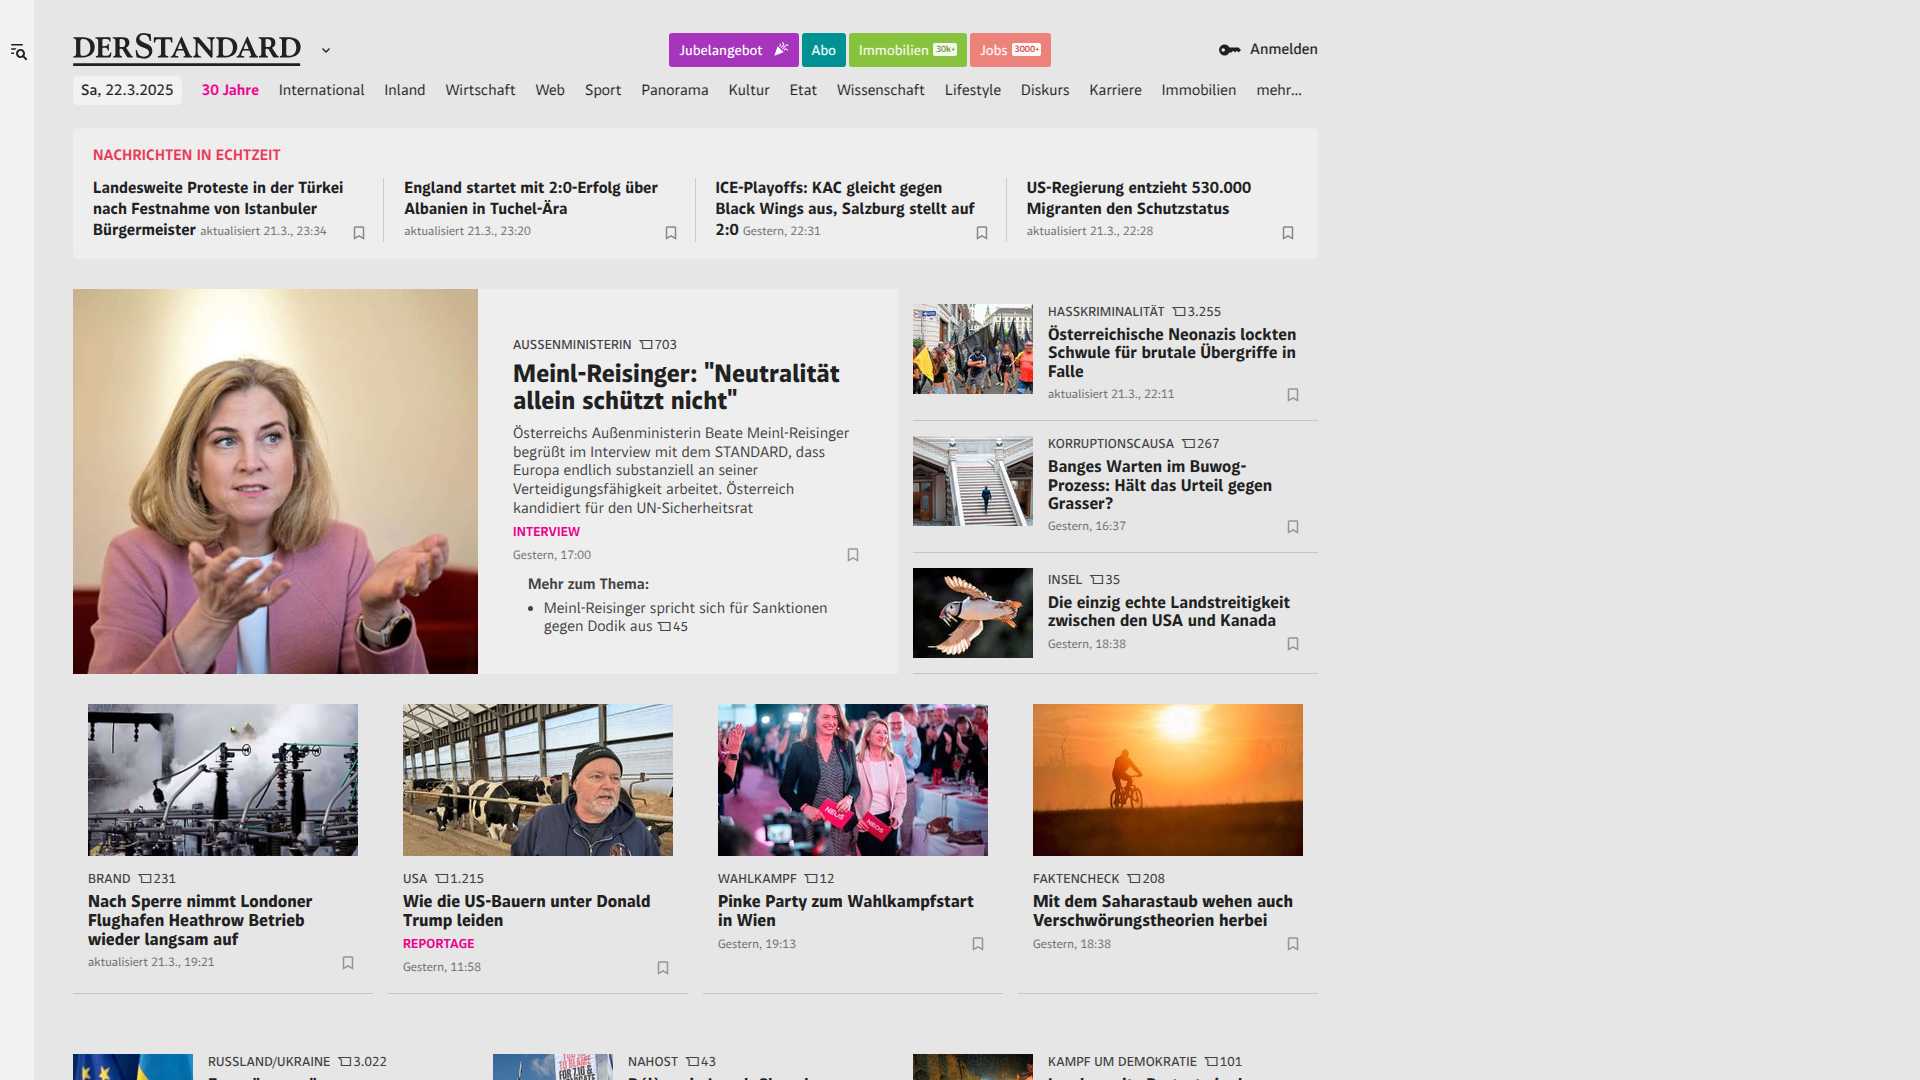 DERSTANDARD
Jubelangebot
Abo
Immobilien 30k+
Jobs 3000+
Anmelden
Sa, 22.3.2025
30 Jahre
International
Inland
Wirtschaft
Web
Sport
Panorama
Kultur
Etat
Wissenschaft
Lifestyle
Diskurs
Karriere
Immobilien
mehr...
NACHRICHTEN IN ECHTZEIT
Landesweite Proteste in der Türkei
nach Festnahme von Istanbuler
Bürgermeister aktualisiert 21.3., 23:34
England startet mit 2:0-Erfolg über
Albanien in Tuchel-Ära
aktualisiert 21.3., 23:20
ICE-Playoffs: KAC gleicht gegen
Black Wings aus, Salzburg stellt auf
2:0 Gestern, 22:31
US-Regierung entzieht 530.000
Migranten den Schutzstatus
aktualisiert 21.3., 22:28
AUSSENMINISTERIN 703
Meinl-Reisinger: "Neutralität
allein schützt nicht"
Österreichs Außenministerin Beate Meinl-Reisinger
begrüßt im Interview mit dem STANDARD, dass
Europa endlich substanziell an seiner
Verteidigungsfähigkeit arbeitet. Österreich
kandidiert für den UN-Sicherheitsrat
INTERVIEW
Gestern, 17:00
Mehr zum Thema:
• Meinl-Reisinger spricht sich für Sanktionen
gegen Dodik aus 45
HASSKRIMINALITÄT 3.255
Österreichische Neonazis lockten
Schwule für brutale Übergriffe in
Falle
aktualisiert 21.3., 22:11
KORRUPTIONSCAUSA 267
Banges Warten im Buwog-
Prozess: Hält das Urteil gegen
Grasser?
Gestern, 16:37
INSEL 35
Die einzig echte Landstreitigkeit
zwischen den USA und Kanada
Gestern, 18:38
BRAND 231
Nach Sperre nimmt Londoner
Flughafen Heathrow Betrieb
wieder langsam auf
aktualisiert 21.3., 19:21
USA 1.215
Wie die US-Bauern unter Donald
Trump leiden
REPORTAGE
Gestern, 11:58
NEOS
NEOS
WAHLKAMPF 12
Pinke Party zum Wahlkampfstart
in Wien
Gestern, 19:13
FAKTENCHECK 208
Mit dem Saharastaub wehen auch
Verschwörungstheorien herbei
Gestern, 18:38
RUSSLAND/UKRAINE 3.022
NAHOST 43
KAMPF UM DEMOKRATIE 101